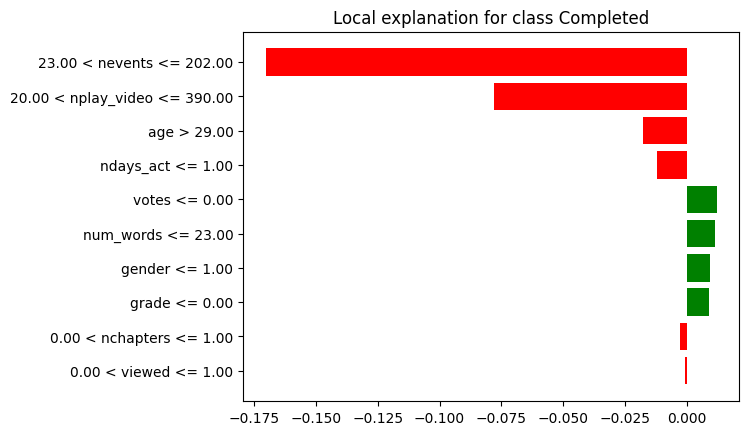 Local explanation for class Completed
23.00 < nevents <= 202.00
20.00 < nplay_video <= 390.00
age > 29.00
ndays_act <= 1.00
votes <= 0.00
num_words <= 23.00
gender <= 1.00
grade <= 0.00
0.00 < nchapters <= 1.00
0.00 < viewed <= 1.00
−0.175 −0.150 −0.125 −0.100 −0.075 −0.050 −0.025 0.000